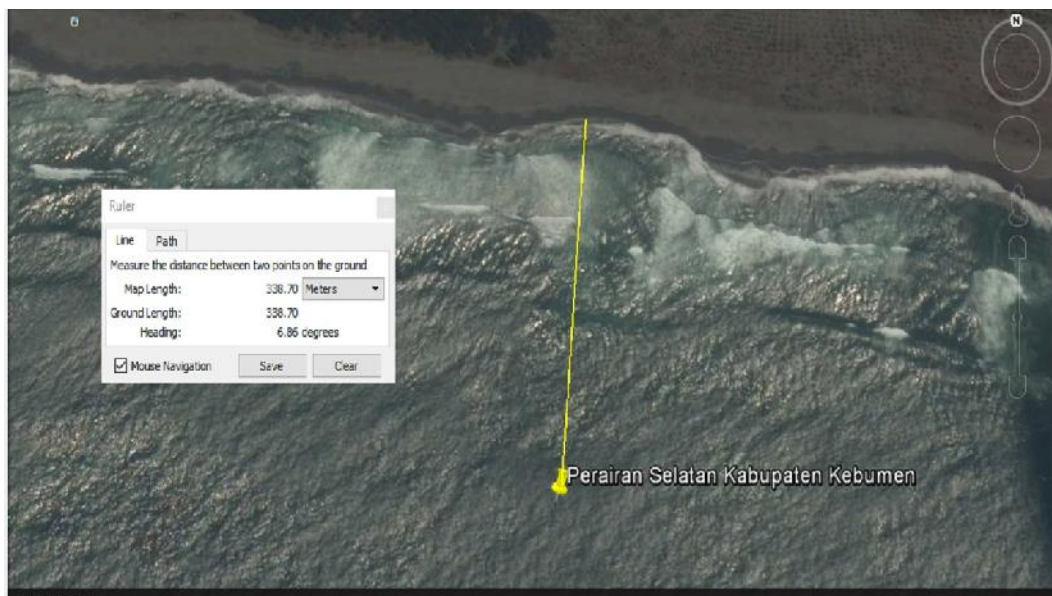 N
Ruler
Line Path
Measure the distance between two points on the ground
Map Length: 338.70 Meters
Ground Length: 338.70
Heading: 6.86 degrees
Mouse Navigation Save Clear
Perairan Selatan Kabupaten Kebumen